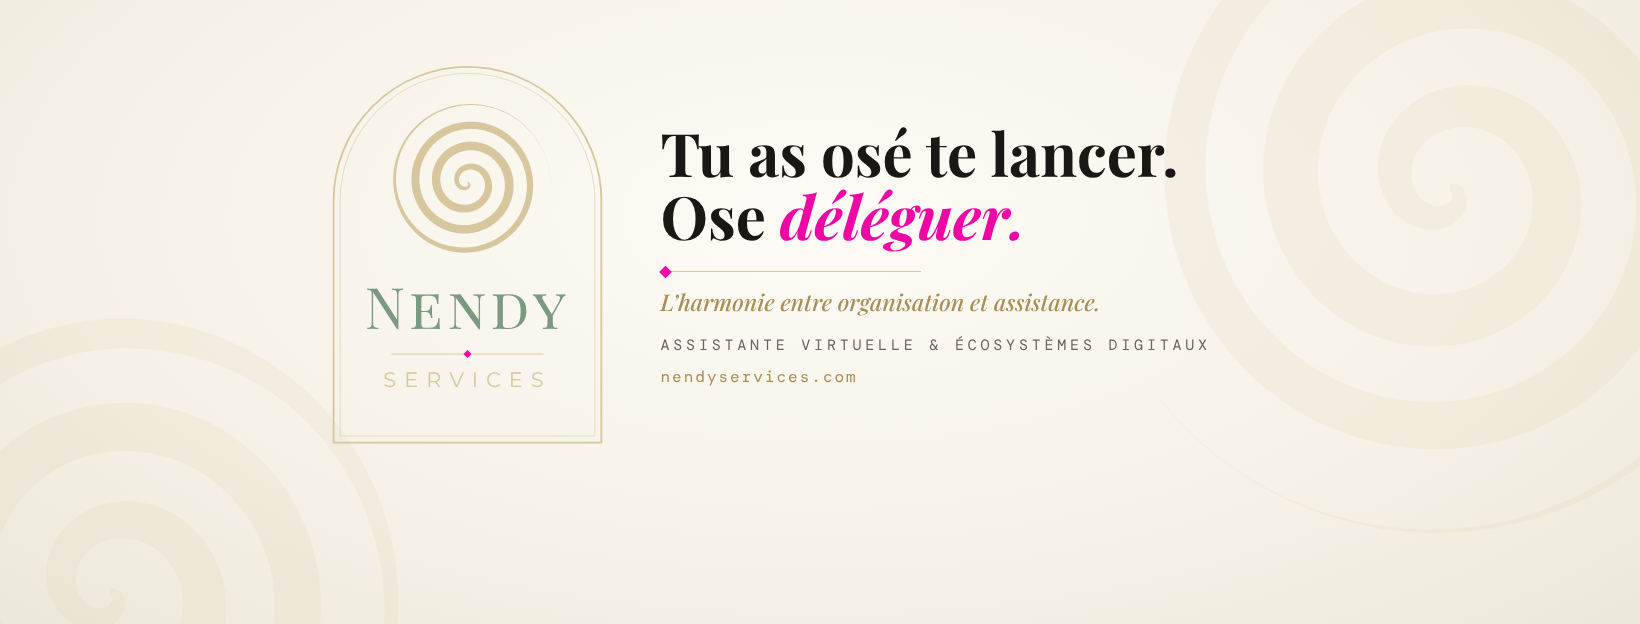 NENDY
SERVICES
Tu as osé te lancer.
Ose déléguer.
L'harmonie entre organisation et assistance.
ASSISTANTE VIRTUELLE & ÉCOSYSTÈMES DIGITAUX
nendyservices.com